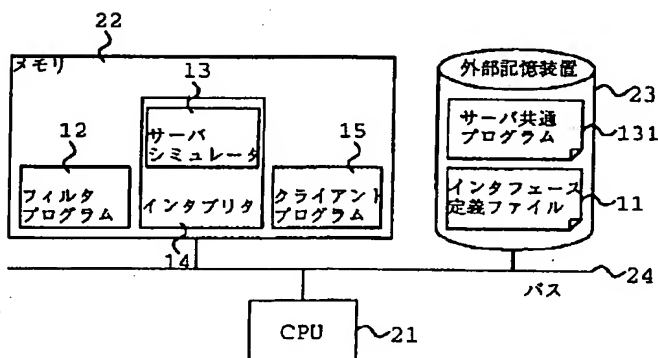 22
メモリ
13
サーバ
シミュレータ
12
フィルタ
プログラム
インタプリタ
14
15
クライアント
プログラム
外部記憶装置
23
サーバ共通
プログラム
131
インタフェース
定義ファイル
11
24
バス
CPU
21